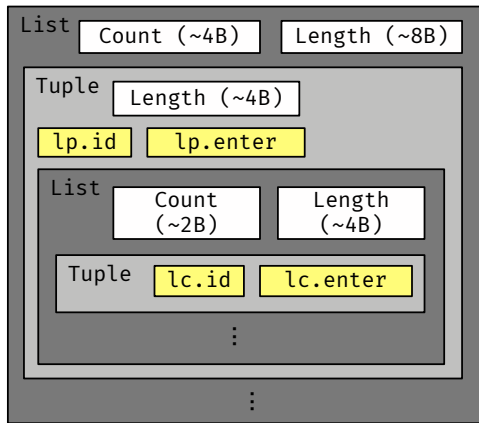 List Count (~4B) Length (~8B)
Tuple
Length (~4B)
lp.id lp.enter
List Count Length
(~2B) (~4B)
Tuple lc.id lc.enter
⋮
⋮